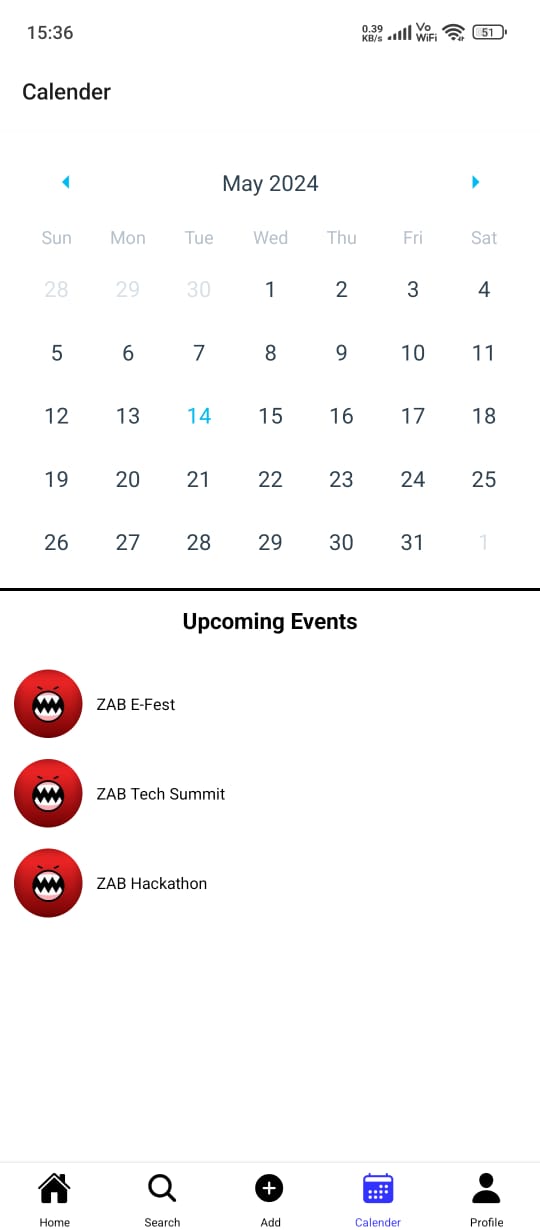 15:36
0.39 KB/s Vo WiFi 51
Calender
May 2024
Sun Mon Tue Wed Thu Fri Sat
28 29 30 1 2 3 4
5 6 7 8 9 10 11
12 13 14 15 16 17 18
19 20 21 22 23 24 25
26 27 28 29 30 31 1
Upcoming Events
ZAB E-Fest
ZAB Tech Summit
ZAB Hackathon
Home Search Add Calender Profile